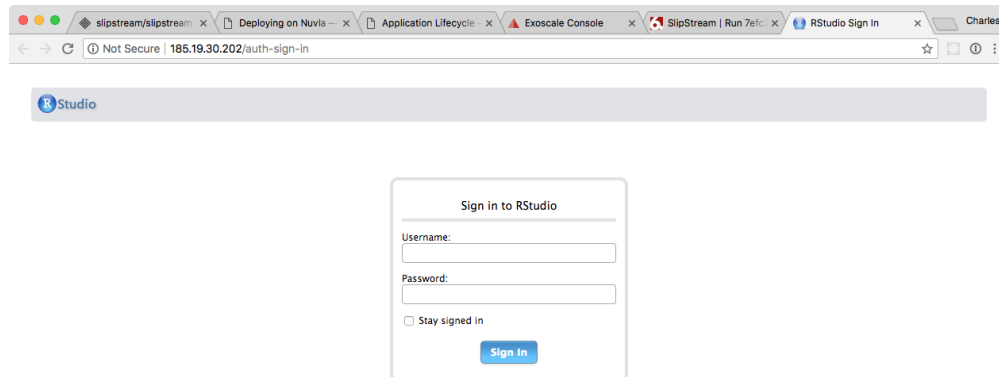 slipstream/slipstream
Deploying on Nuvla —
Application Lifecycle –
Exoscale Console
SlipStream | Run 7efc
RStudio Sign In
Charles
Not Secure | 185.19.30.202/auth-sign-in
R Studio
Sign in to RStudio
Username:
Password:
Stay signed in
Sign In